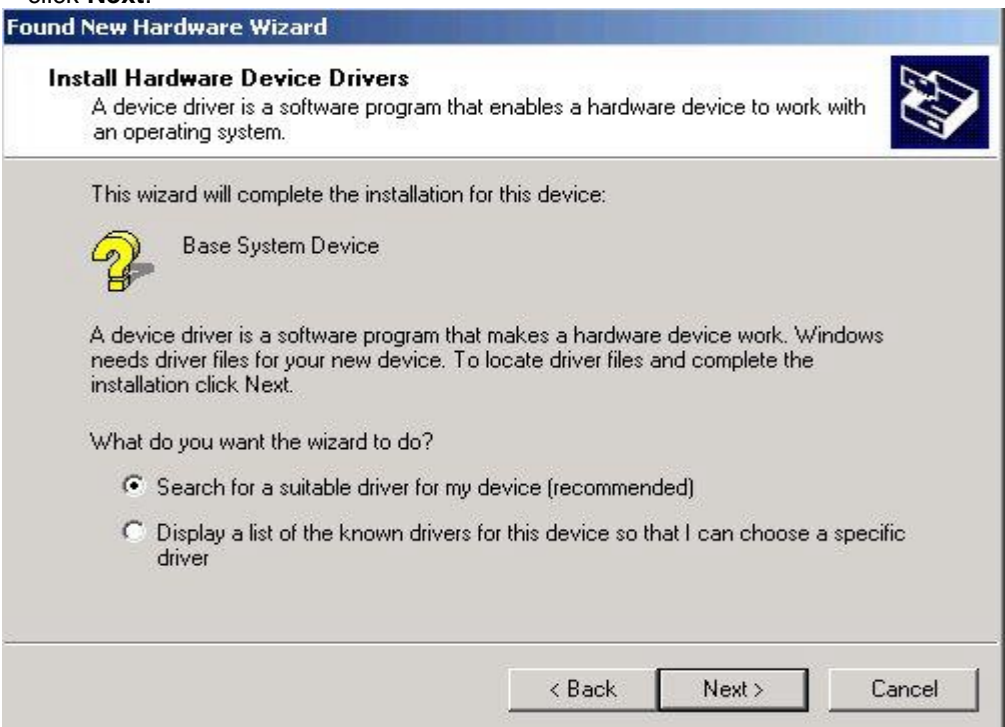 click Next.
Found New Hardware Wizard
Install Hardware Device Drivers
A device driver is a software program that enables a hardware device to work with
an operating system.
This wizard will complete the installation for this device:
Base System Device
A device driver is a software program that makes a hardware device work. Windows
needs driver files for your new device. To locate driver files and complete the
installation click Next.
What do you want the wizard to do?
Search for a suitable driver for my device (recommended)
Display a list of the known drivers for this device so that I can choose a specific
driver
< Back
Next >
Cancel